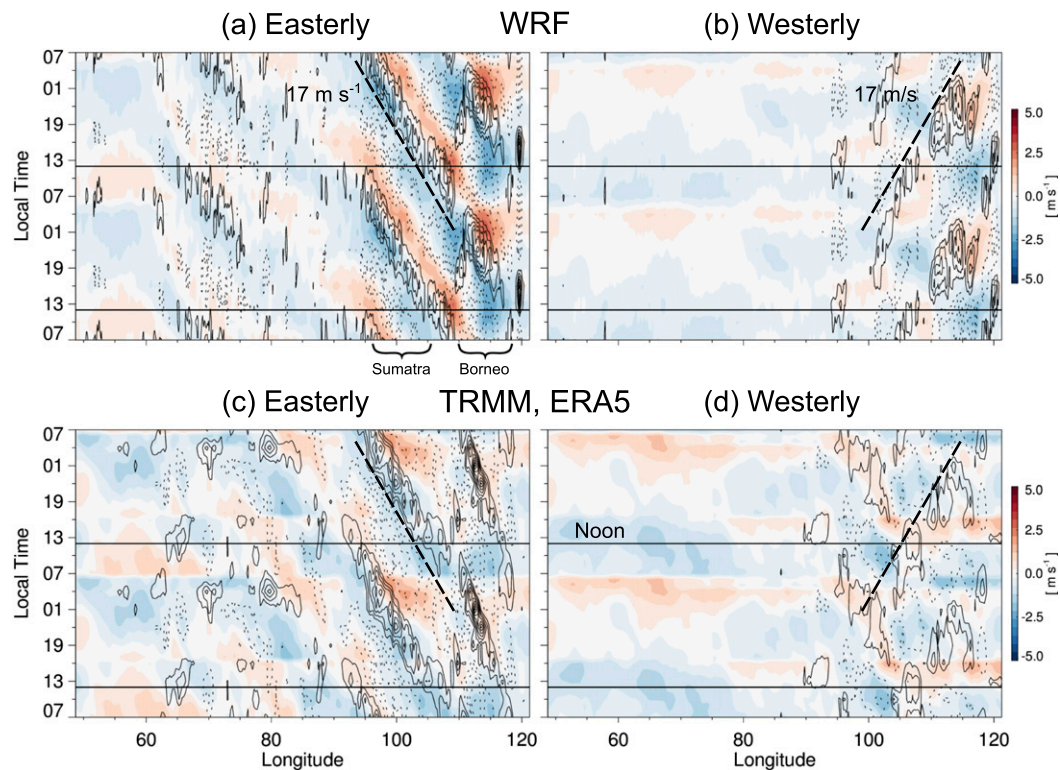 (a) Easterly WRF (b) Westerly
07
01
19
13
07
01
19
13
07
Local Time
17 m s⁻¹
17 m/s
Sumatra
Borneo
5.0
2.5
0.0
-2.5
-5.0
[ m s⁻¹]
(c) Easterly TRMM, ERA5 (d) Westerly
07
01
19
13
07
01
19
13
07
Local Time
Noon
5.0
2.5
0.0
-2.5
-5.0
[ m s⁻¹]
60 80 100 120 60 80 100 120
Longitude Longitude